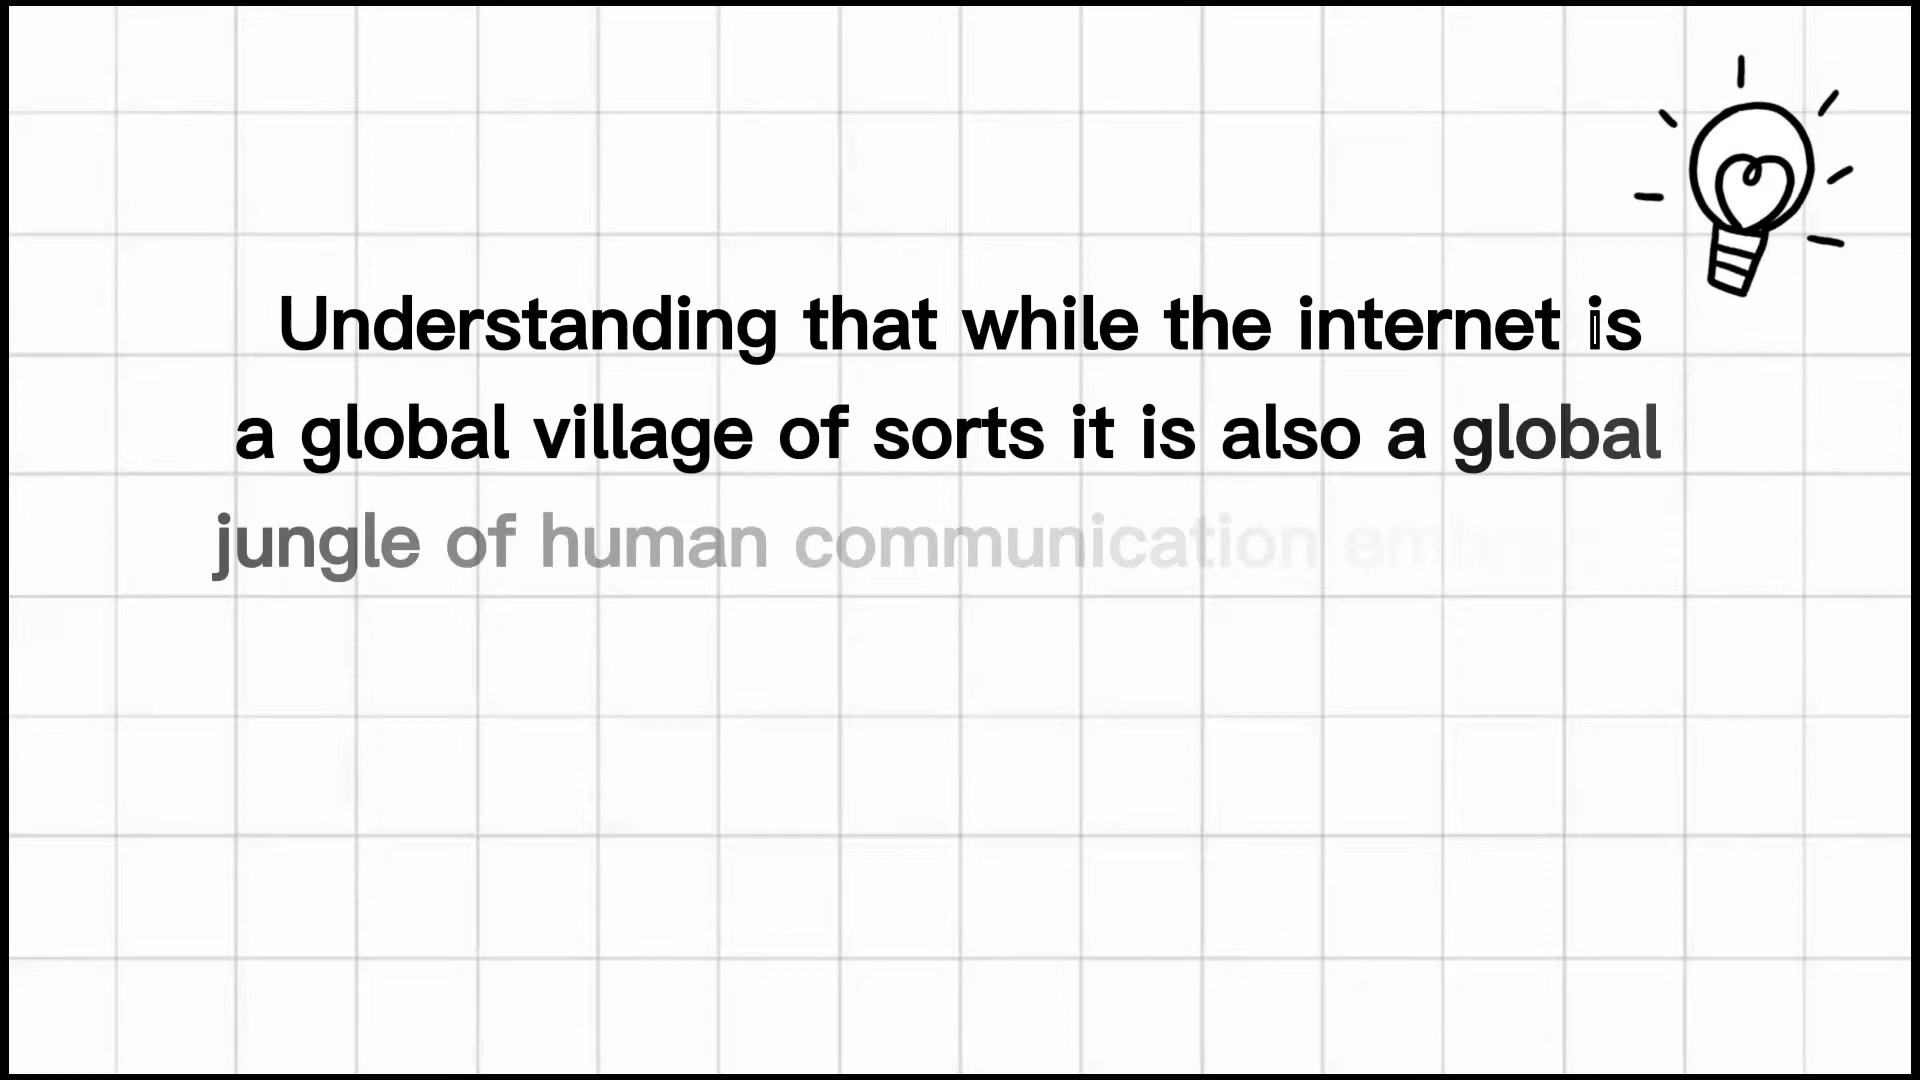 Understanding that while the internet is
a global village of sorts it is also a global
jungle of human communication